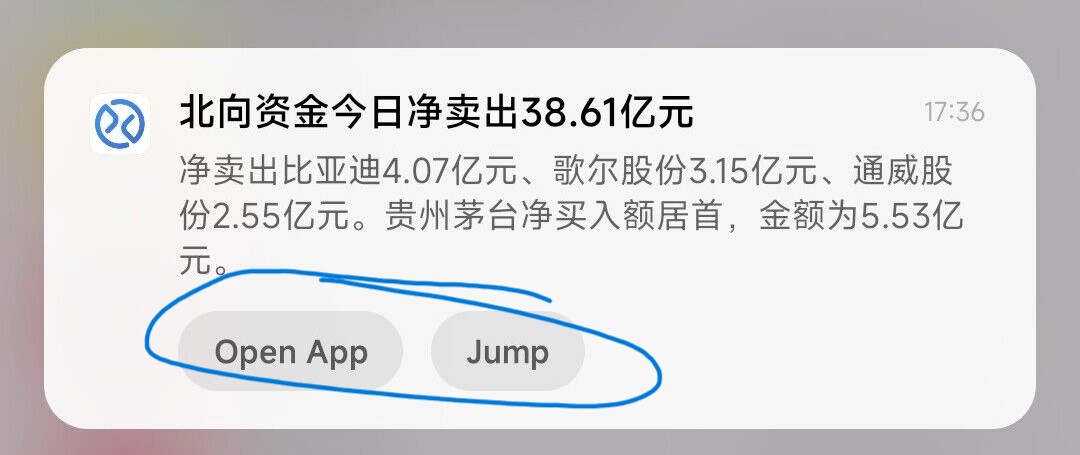 北向资金今日净卖出38.61亿元
17:36
净卖出比亚迪4.07亿元、歌尔股份3.15亿元、通威股
份2.55亿元。贵州茅台净买入额居首，金额为5.53亿
元。
Open App
Jump